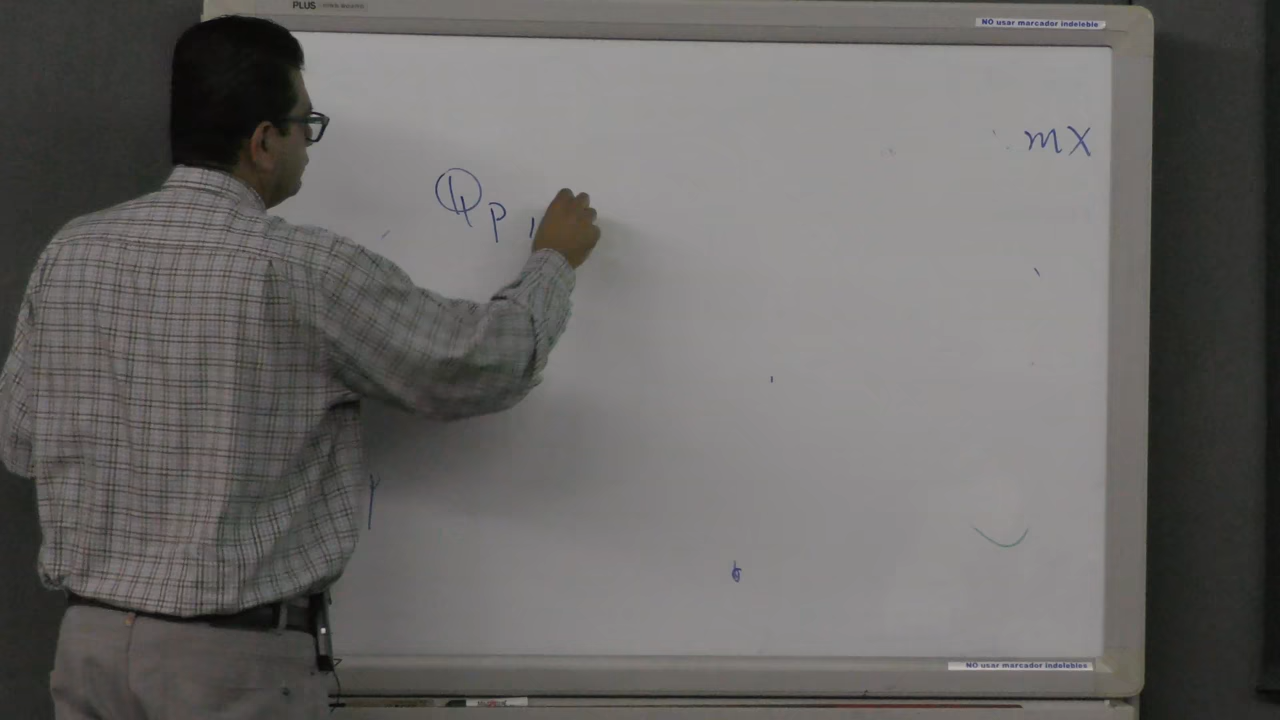 PLUS
NO usar marcador indeleble
mX
ℚp
NO usar marcador indelebles